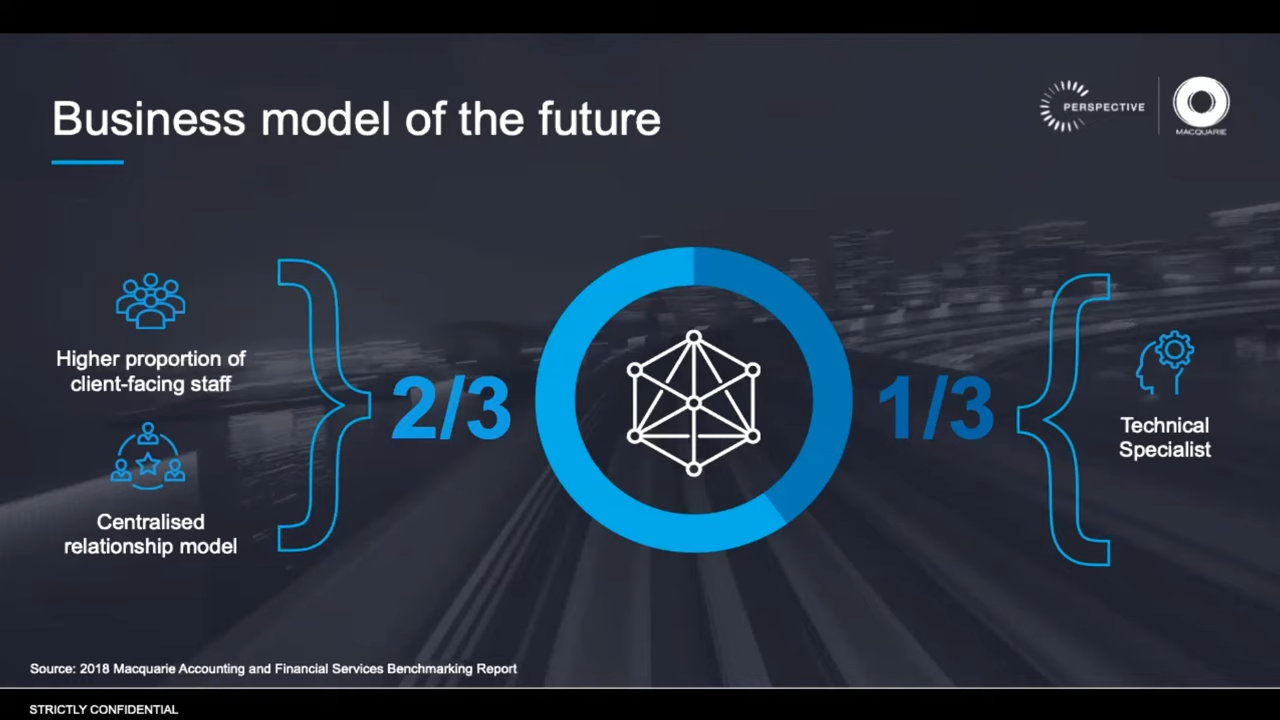 Business model of the future
PERSPECTIVE
MACQUARIE
Higher proportion of
client-facing staff
Centralised
relationship model
2/3
1/3
Technical
Specialist
Source: 2018 Macquarie Accounting and Financial Services Benchmarking Report
STRICTLY CONFIDENTIAL